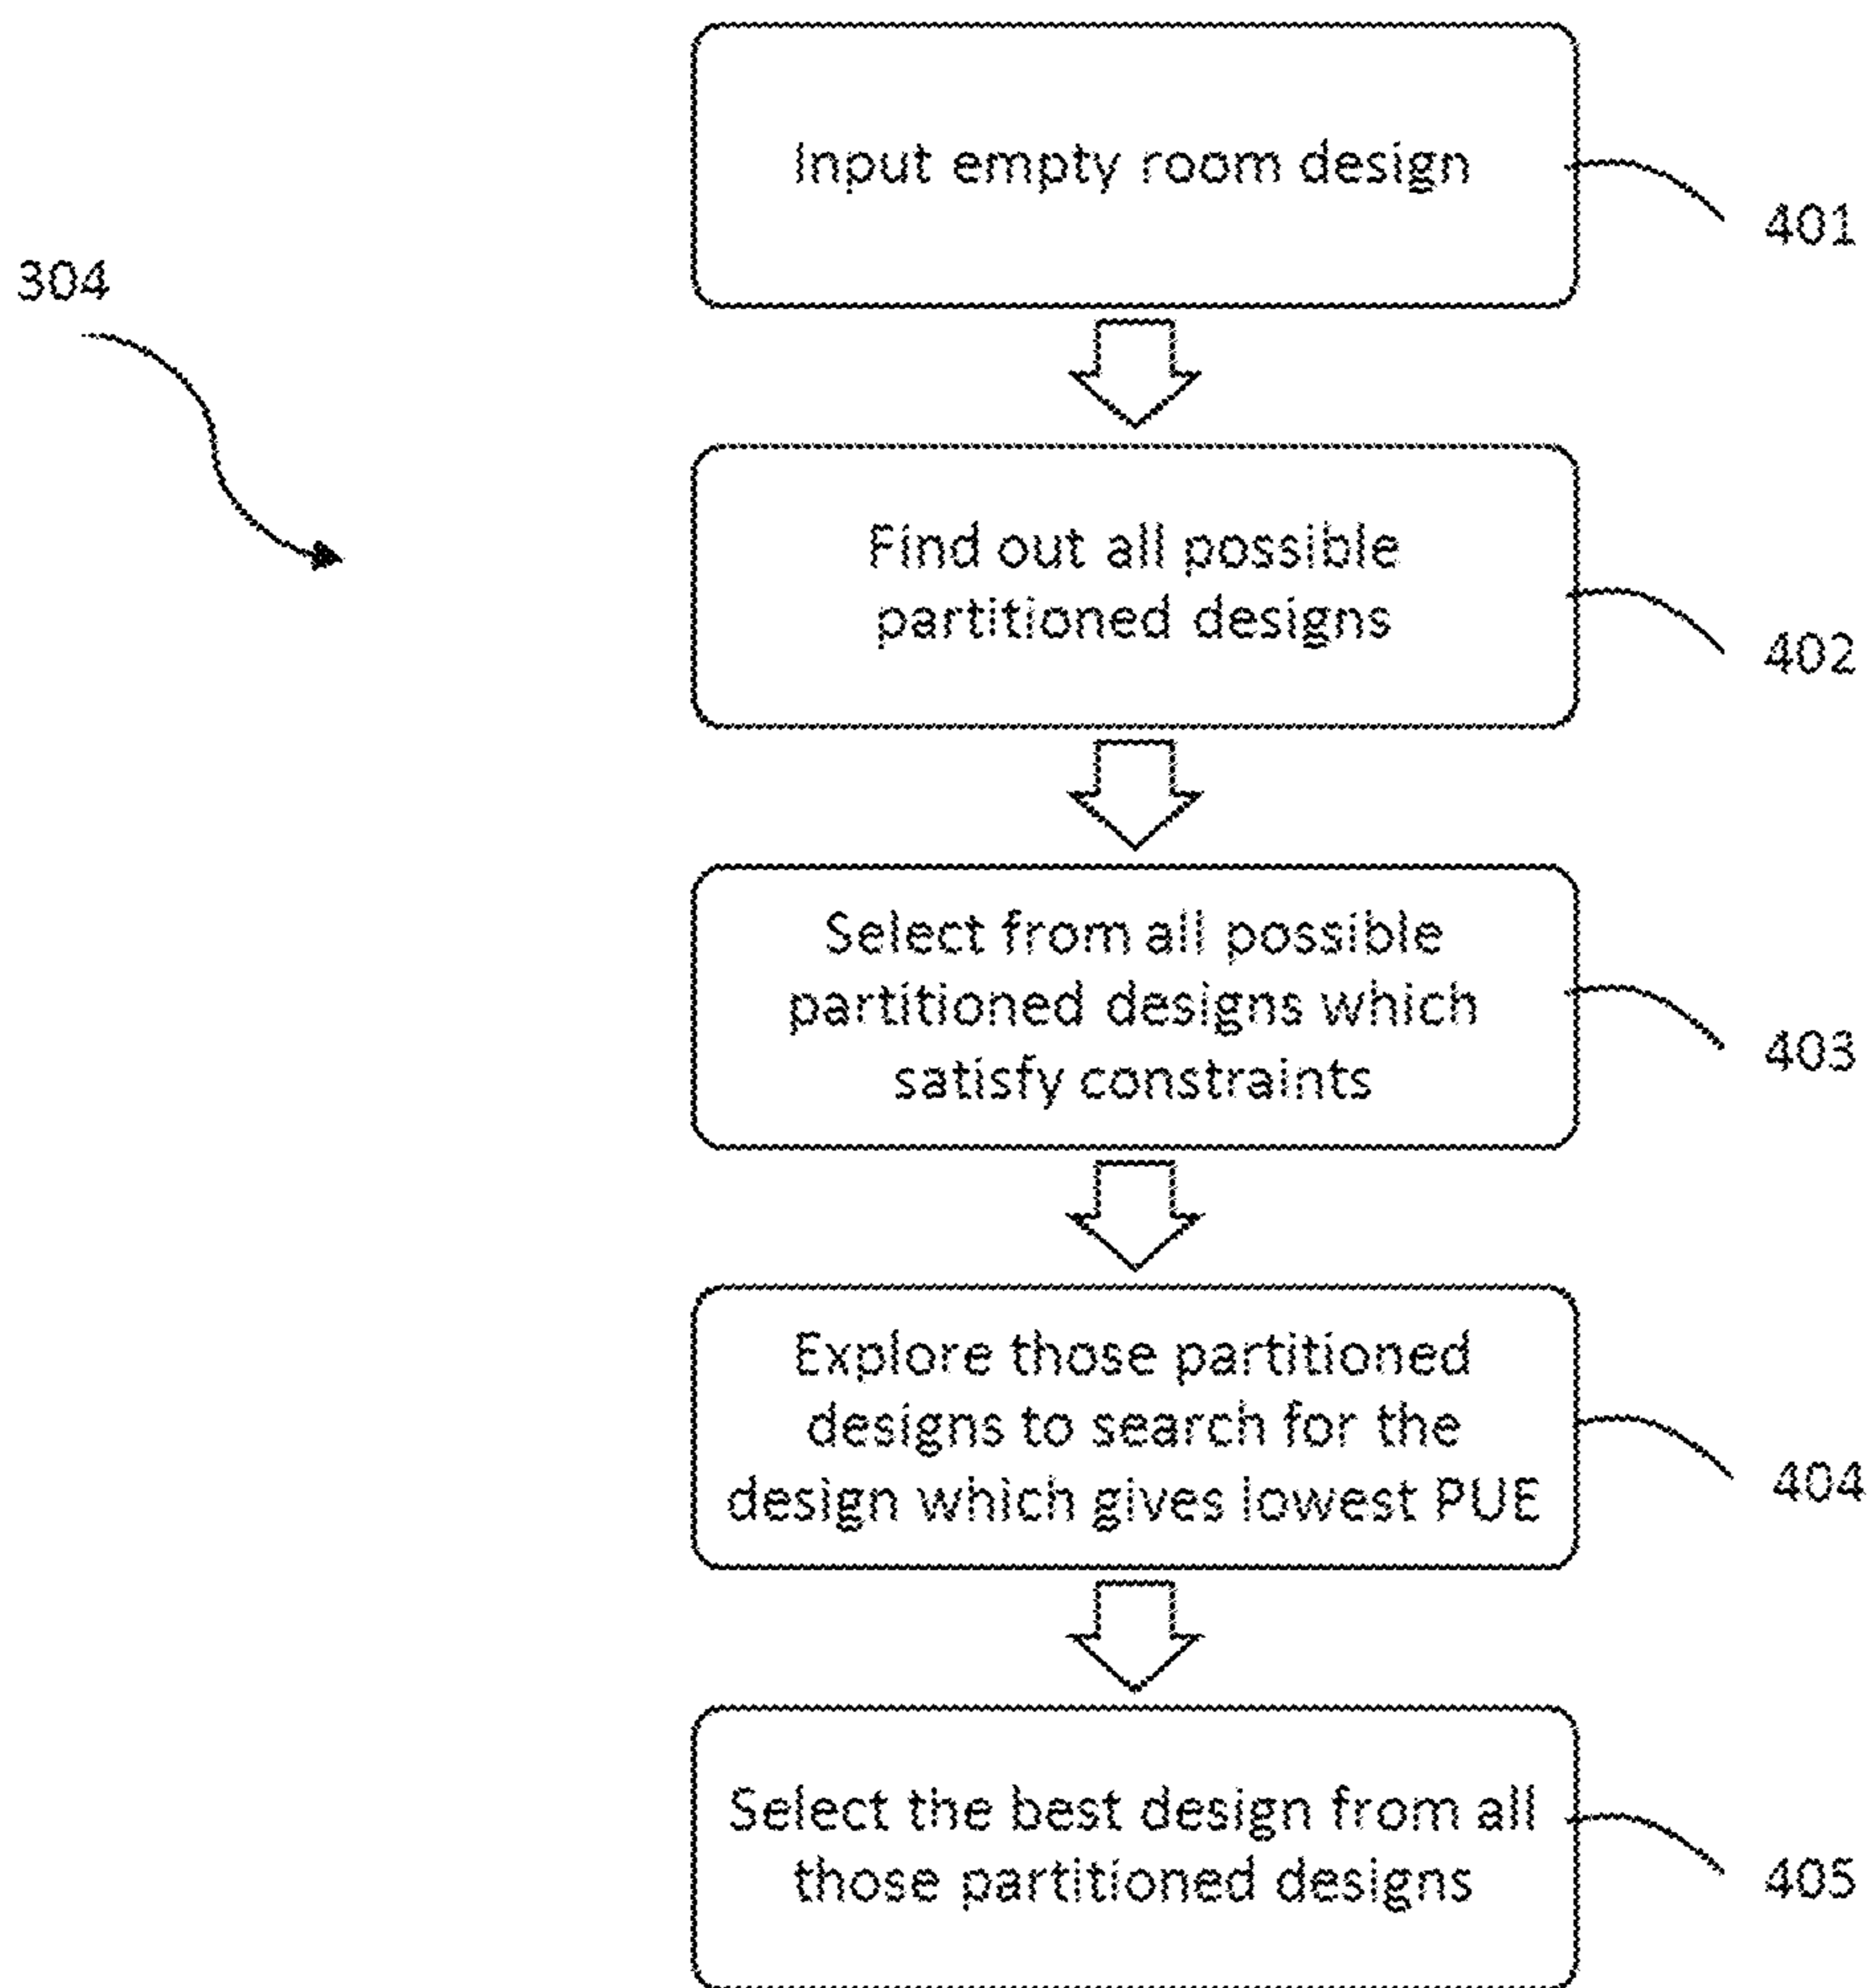 Input empty room design
401
304
Find out all possible
partitioned designs
402
Select from all possible
partitioned designs which
satisfy constraints
403
Explore those partitioned
designs to search for the
design which gives lowest PUE
404
Select the best design from all
those partitioned designs
405